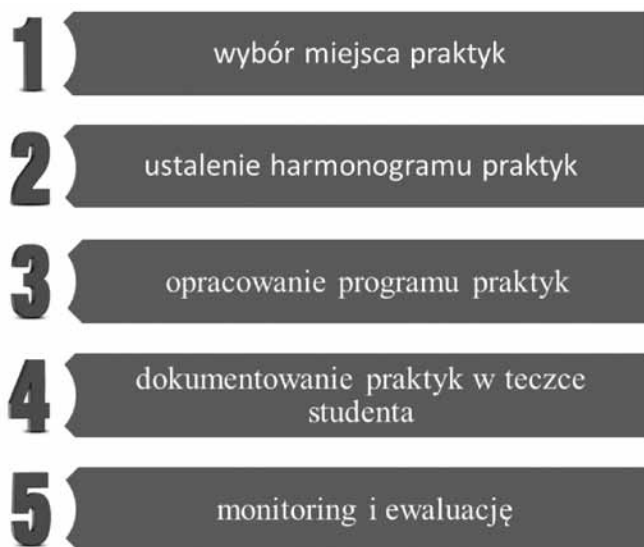 1 wybór miejsca praktyk
2 ustalenie harmonogramu praktyk
3 opracowanie programu praktyk
4 dokumentowanie praktyk w teczce
studenta
5 monitoring i ewaluację